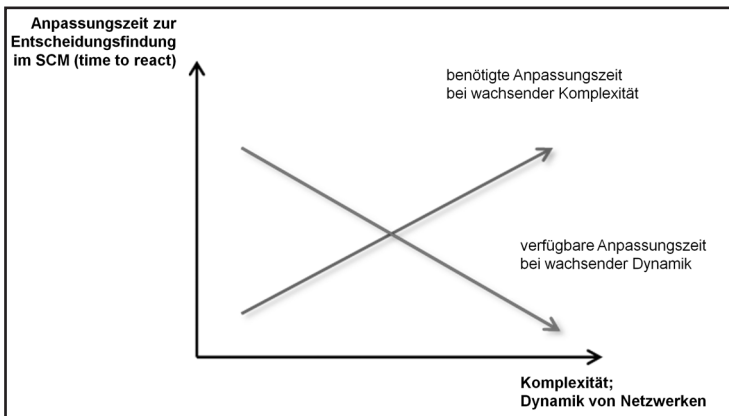 Anpassungszeit zur
Entscheidungsfindung
im SCM (time to react)
benötigte Anpassungszeit
bei wachsender Komplexität
verfügbare Anpassungszeit
bei wachsender Dynamik
Komplexität;
Dynamik von Netzwerken